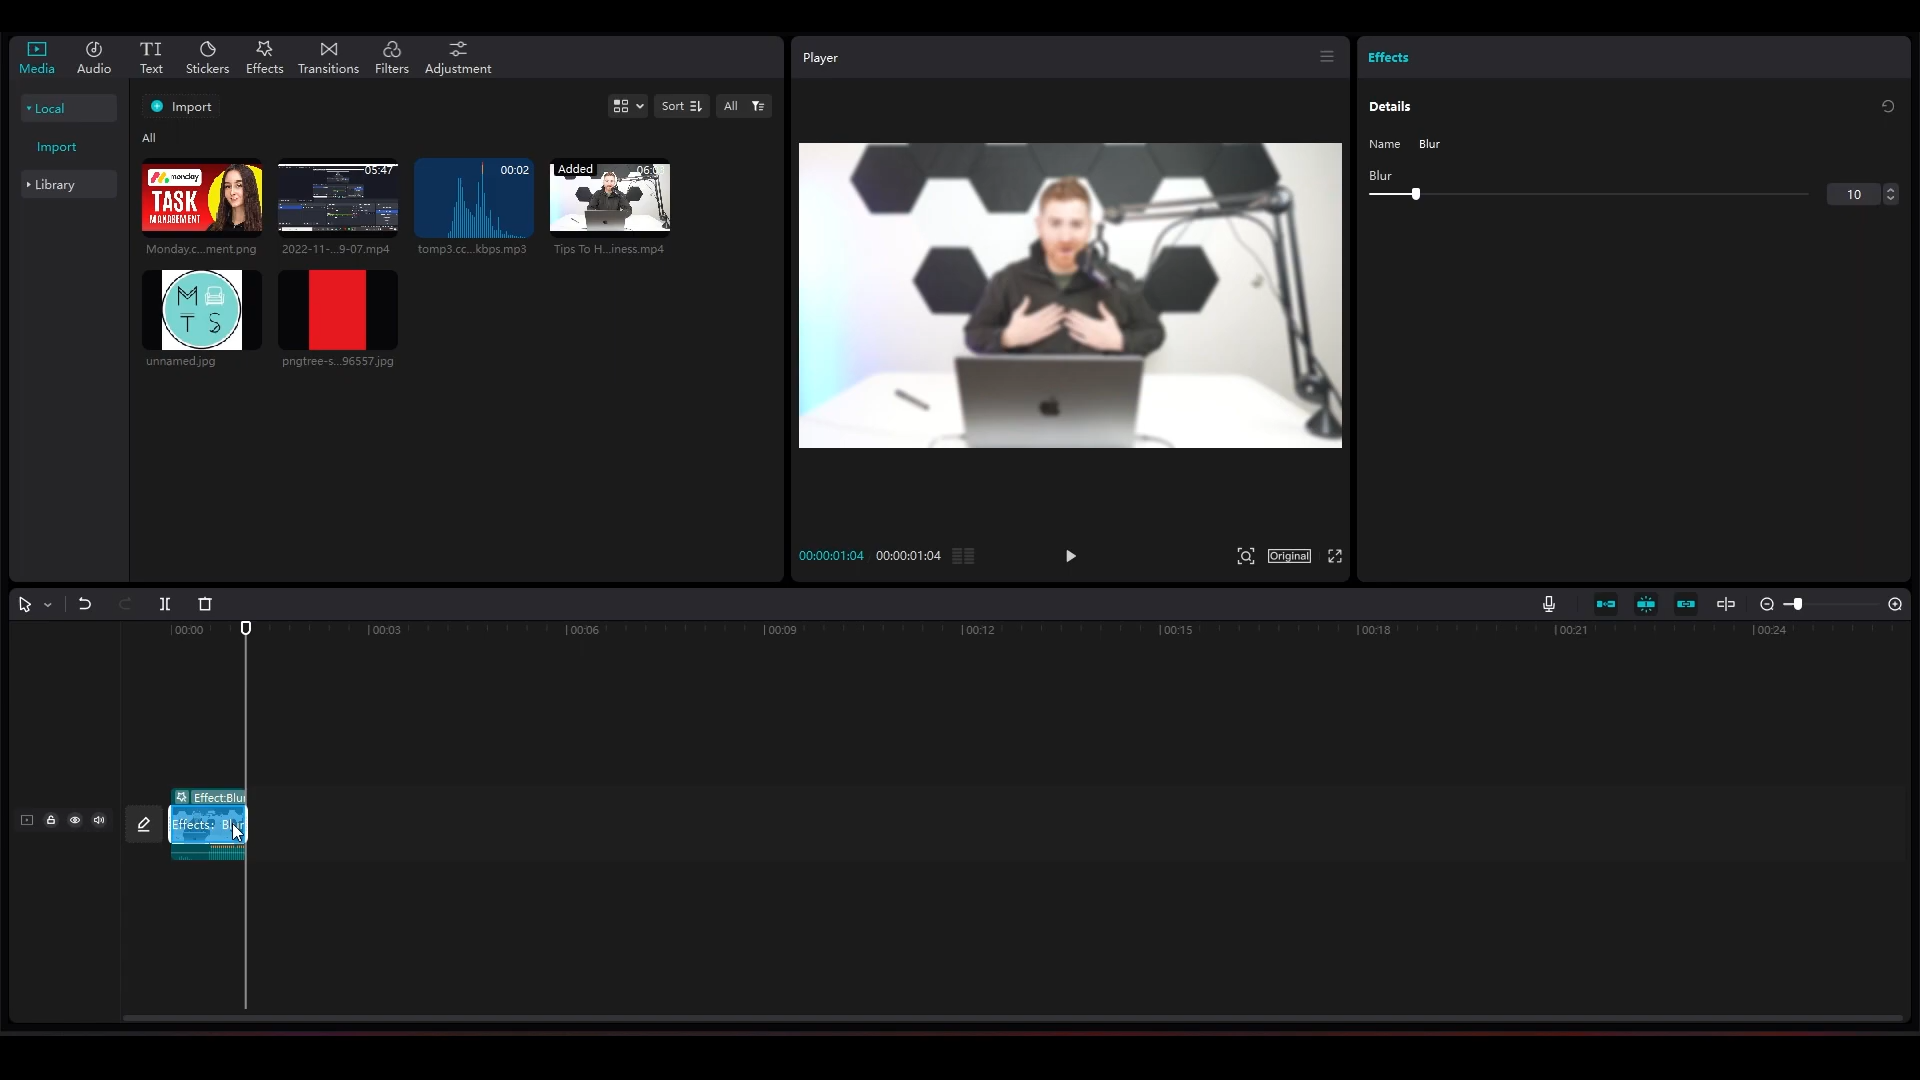 Media
Audio
Text
Stickers
Effects
Transitions
Filters
Adjustment
Local
Import
Library
Import
Sort
All
All
monday
TASK
MANAGEMENT
Monday.c...ment.png
05:47
2022-11-...9-07.mp4
00:02
tomp3.cc...kbps.mp3
Added
Tips To H...iness.mp4
M
T S
unnamed.jpg
pngtree-s...96557.jpg
Player
00:00:01:04
00:00:01:04
Original
Effects
Details
Name Blur
Blur
10
00:00
00:03
00:06
00:09
00:12
00:15
00:18
00:21
00:24
Effect:Blur
Effects: Blur